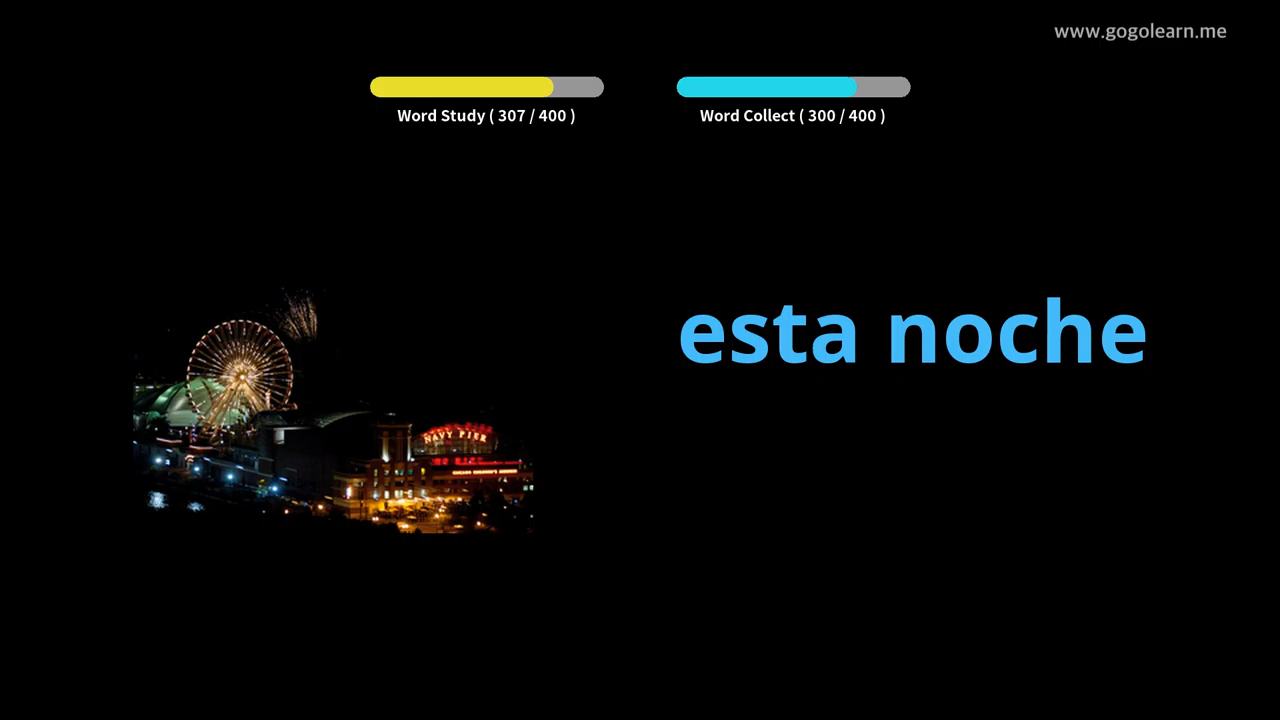 www.gogolearn.me
Word Study ( 307 / 400 )
Word Collect ( 300 / 400 )
esta noche
NAVY PIER